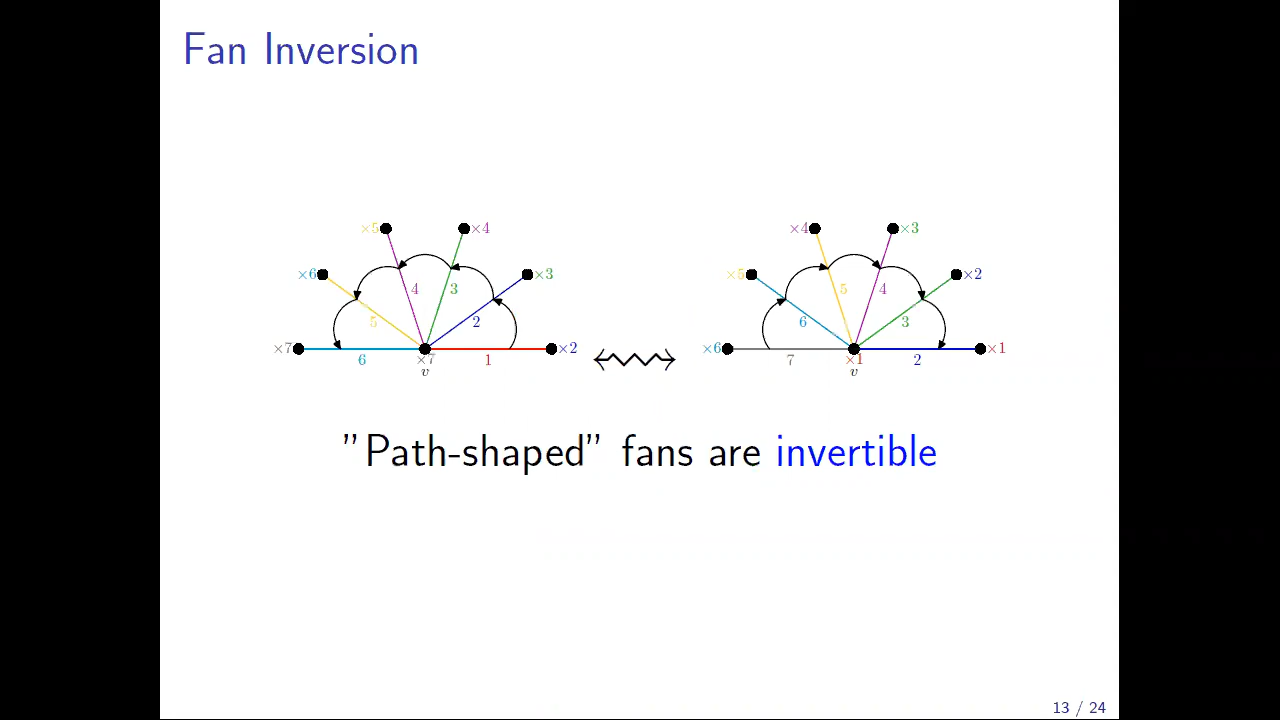 Fan Inversion
×5 ×4 ×4 ×3
×6 ×3 ×5 ×2
4 3 5 4
5 2 6 3
×7 ×2 ×6 ×1
6 ×7 1 7 ×1 2
v v
”Path-shaped” fans are invertible
13 / 24